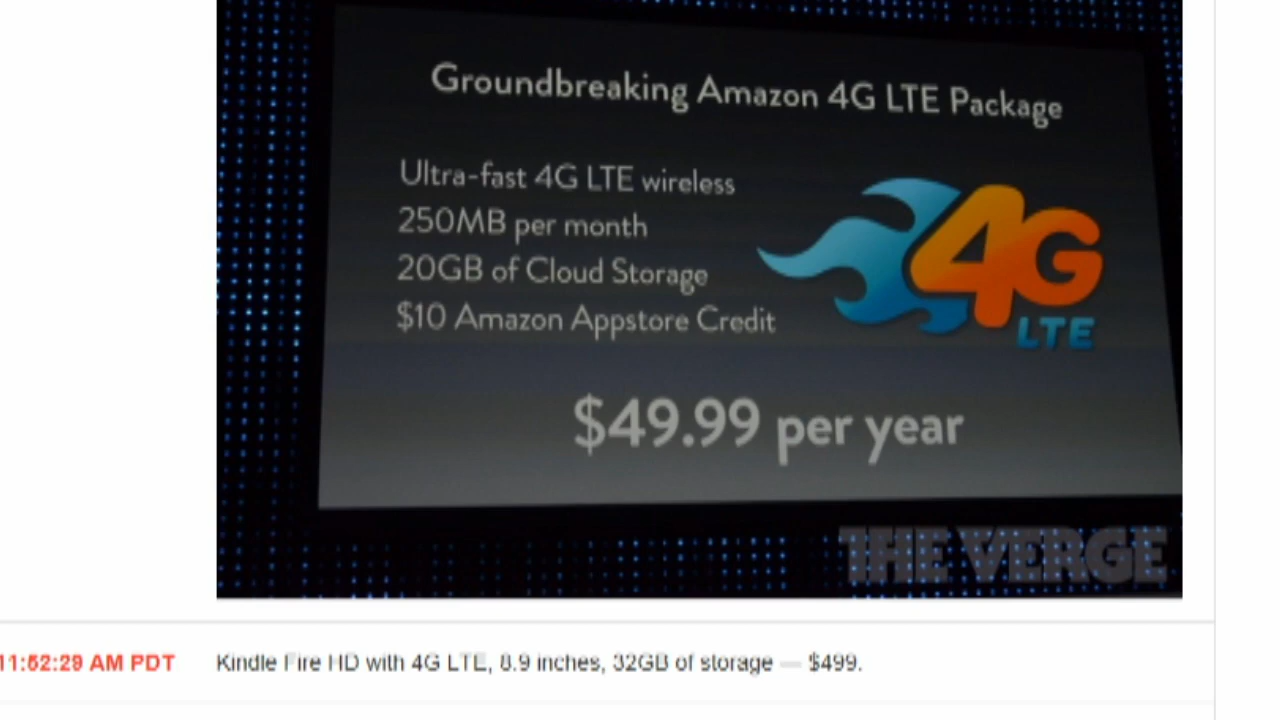 Groundbreaking Amazon 4G LTE Package
Ultra-fast 4G LTE wireless
250MB per month
20GB of Cloud Storage
$10 Amazon Appstore Credit
4G
LTE
$49.99 per year
THE VERGE
11:52:29 AM PDT Kindle Fire HD with 4G LTE, 8.9 inches, 32GB of storage — $499.